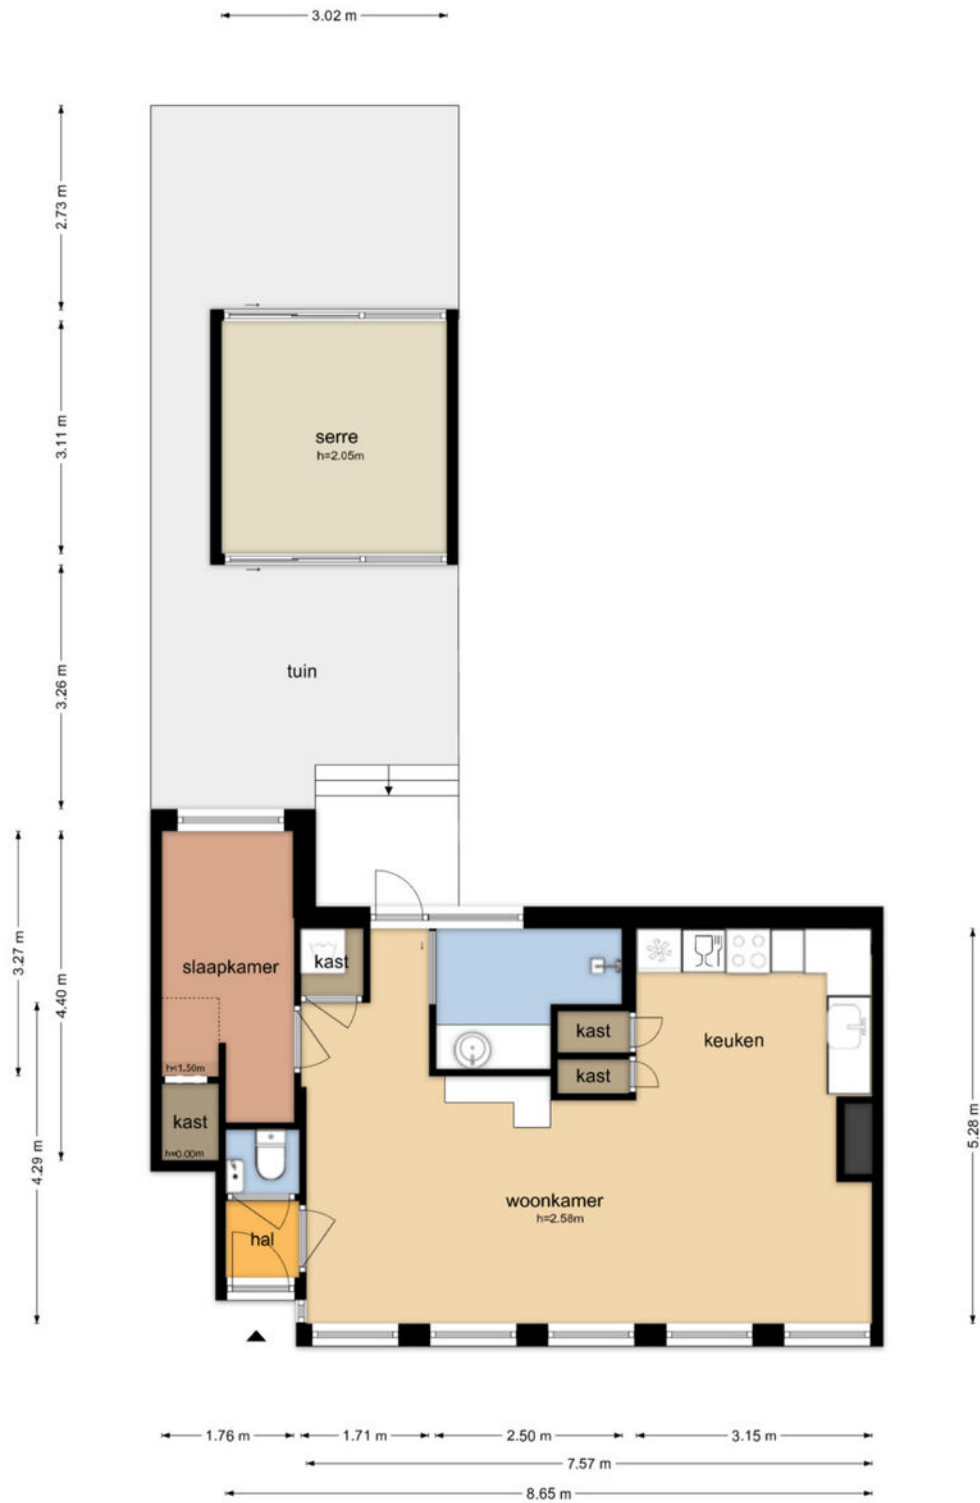 3.02 m
2.73 m
3.11 m
serre
h=2.05m
3.26 m
tuin
3.27 m
4.40 m
slaapkamer
kast
kast
keuken
kast
h<1.50m
kast
h=0.00m
4.29 m
5.28 m
woonkamer
h=2.58m
hal
1.76 m
1.71 m
2.50 m
3.15 m
7.57 m
8.65 m